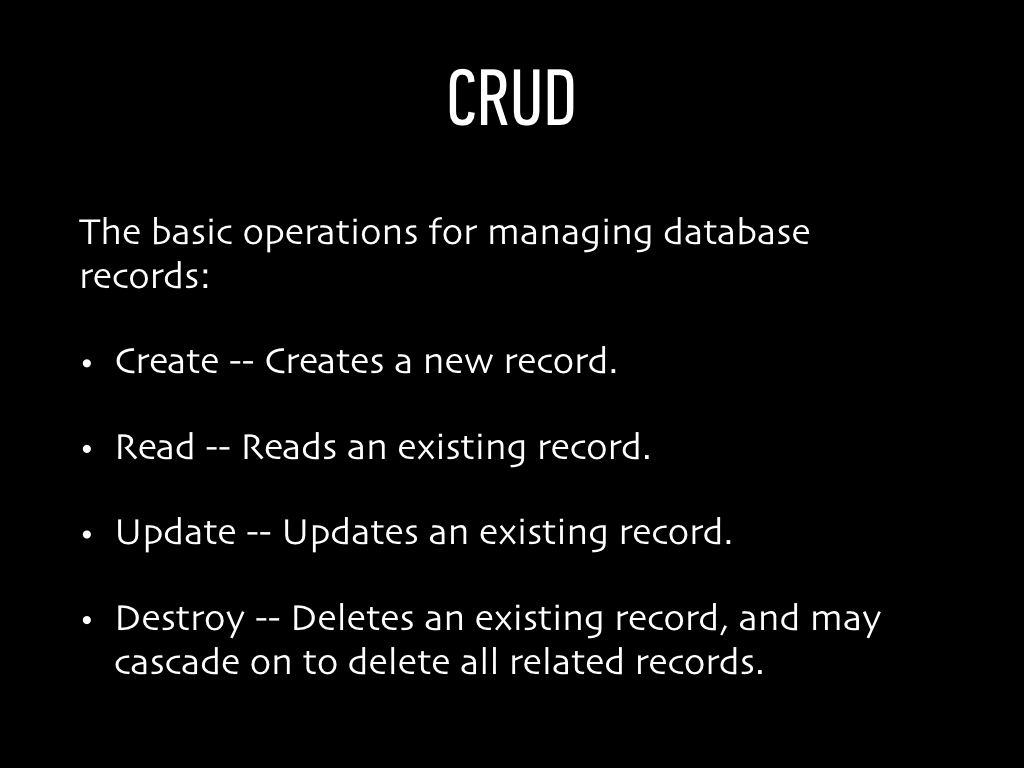 CRUD
The basic operations for managing database
records:
• Create -- Creates a new record.
• Read -- Reads an existing record.
• Update -- Updates an existing record.
• Destroy -- Deletes an existing record, and may
cascade on to delete all related records.